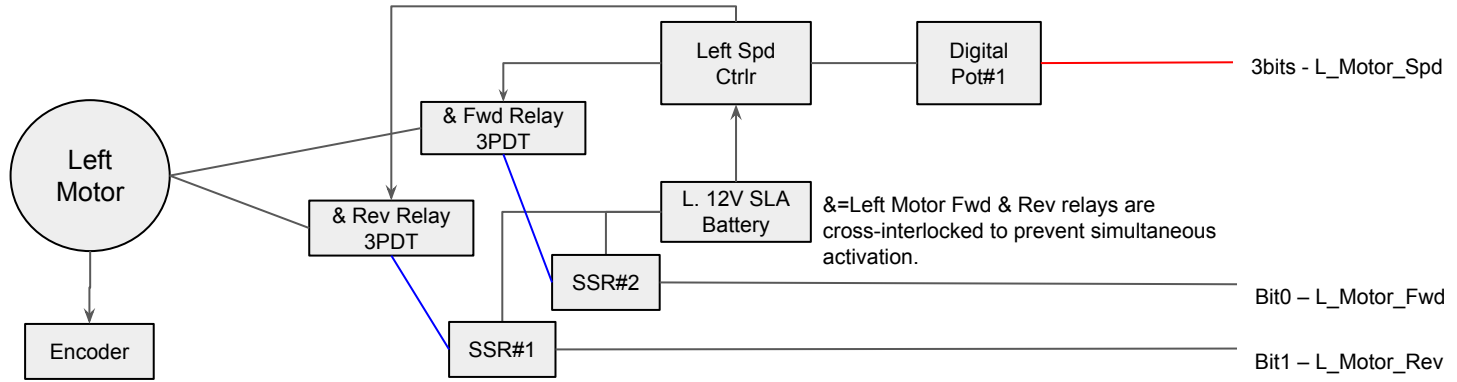 Left Spd
Ctrlr
Digital
Pot#1
3bits - L_Motor_Spd
& Fwd Relay
3PDT
Left
Motor
& Rev Relay
3PDT
L. 12V SLA
Battery
&=Left Motor Fwd & Rev relays are
cross-interlocked to prevent simultaneous
activation.
SSR#2
Bit0 – L_Motor_Fwd
Encoder
SSR#1
Bit1 – L_Motor_Rev